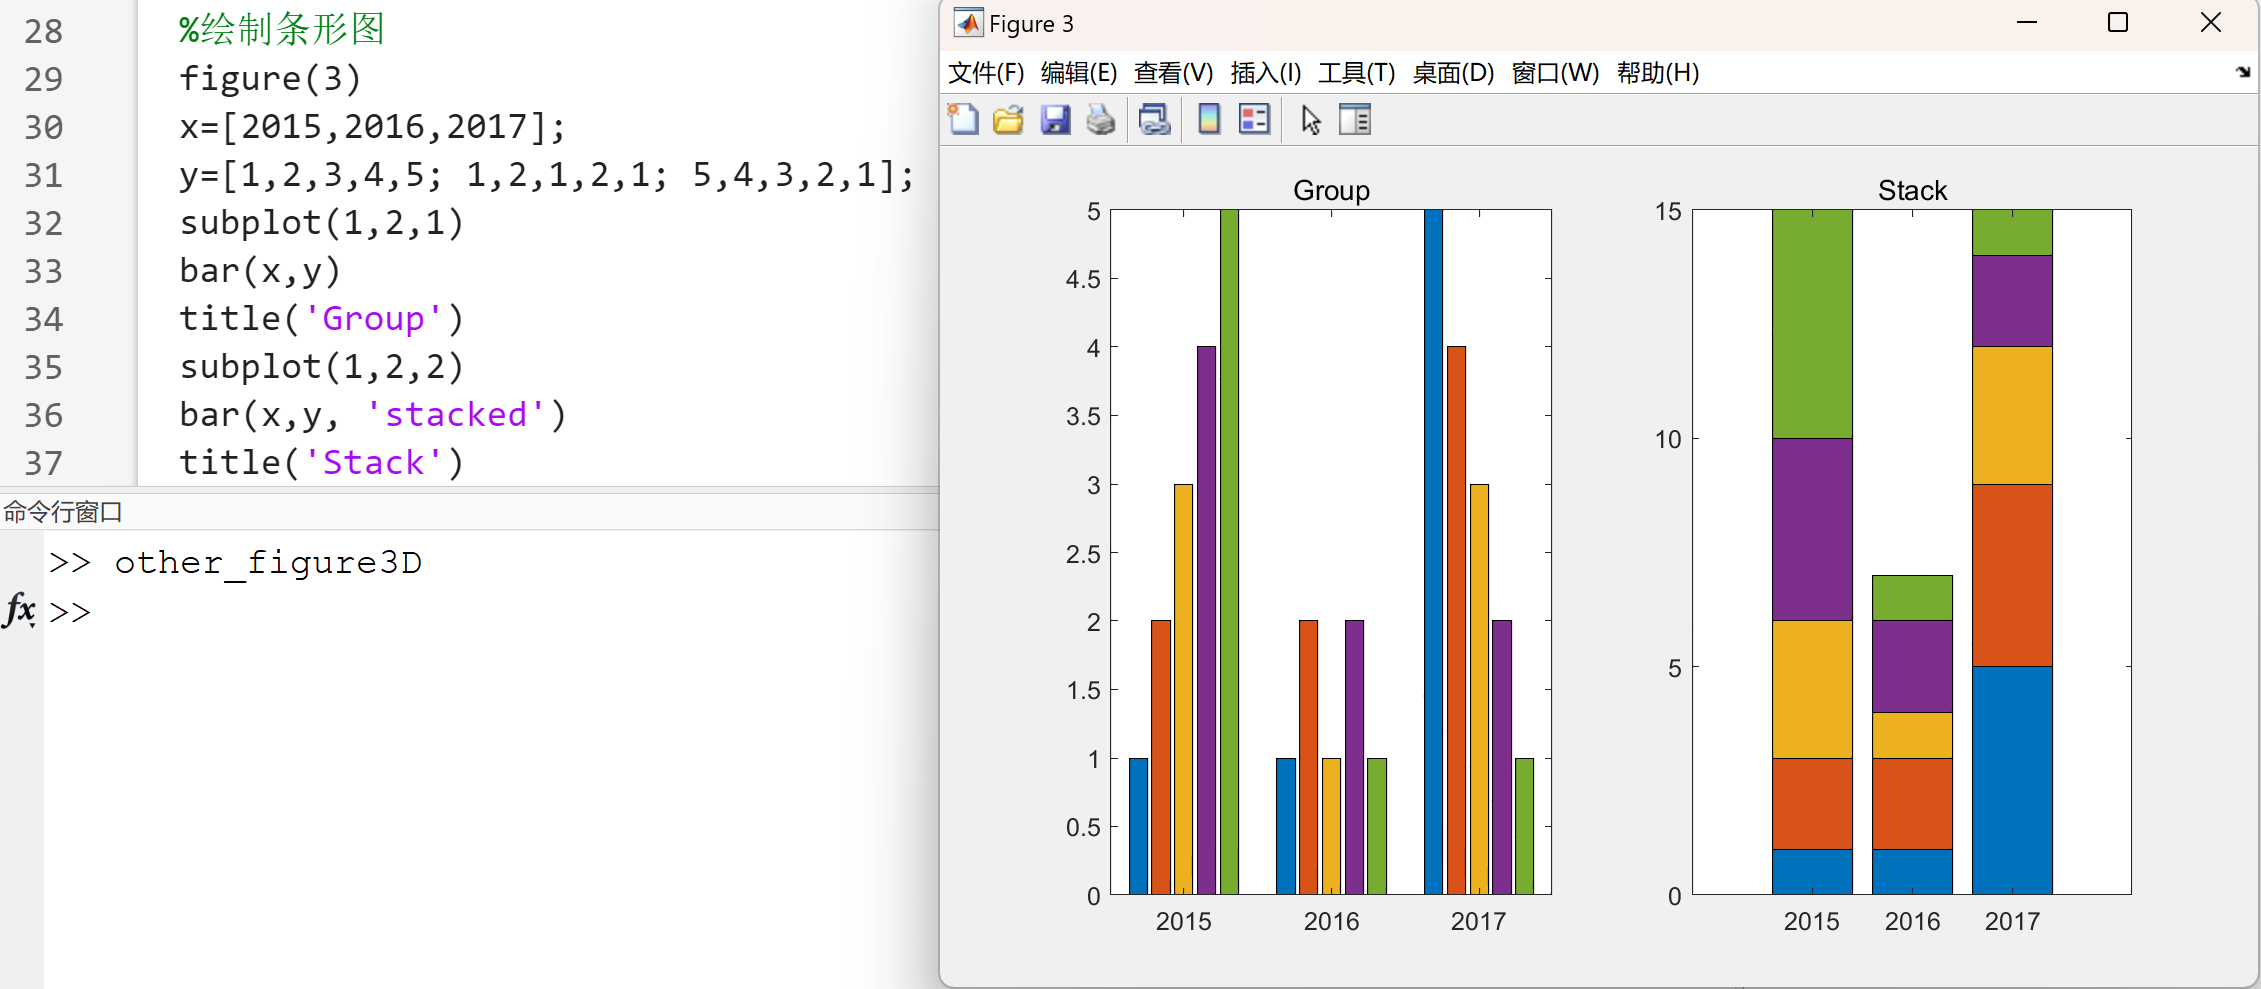 28 %绘制条形图
29 figure(3)
30 x=[2015,2016,2017];
31 y=[1,2,3,4,5; 1,2,1,2,1; 5,4,3,2,1];
32 subplot(1,2,1)
33 bar(x,y)
34 title('Group')
35 subplot(1,2,2)
36 bar(x,y, 'stacked')
37 title('Stack')
命令行窗口
>> other_figure3D
fx >>
Figure 3
文件(F) 编辑(E) 查看(V) 插入(I) 工具(T) 桌面(D) 窗口(W) 帮助(H)
Group
5
4.5
4
3.5
3
2.5
2
1.5
1
0.5
0
2015 2016 2017
Stack
15
10
5
0
2015 2016 2017